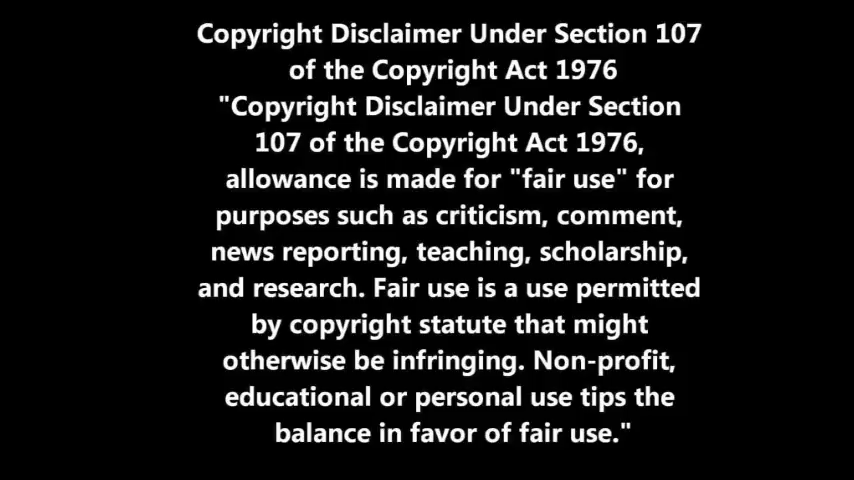 Copyright Disclaimer Under Section 107
of the Copyright Act 1976
"Copyright Disclaimer Under Section
107 of the Copyright Act 1976,
allowance is made for "fair use" for
purposes such as criticism, comment,
news reporting, teaching, scholarship,
and research. Fair use is a use permitted
by copyright statute that might
otherwise be infringing. Non-profit,
educational or personal use tips the
balance in favor of fair use."